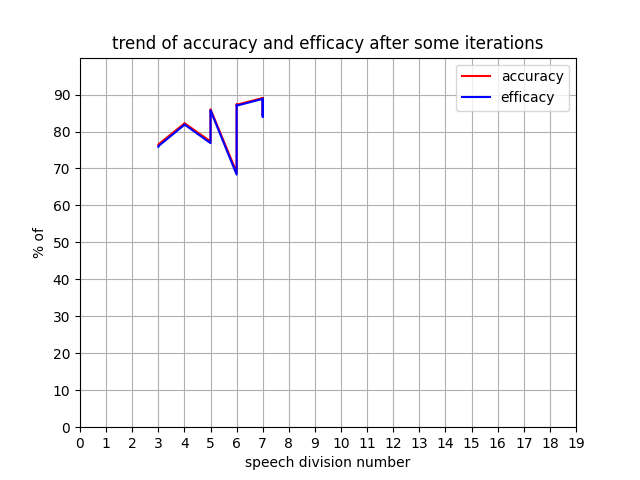 trend of accuracy and efficacy after some iterations
accuracy
efficacy
90
80
70
60
50
40
30
20
10
0
% of
0 1 2 3 4 5 6 7 8 9 10 11 12 13 14 15 16 17 18 19
speech division number